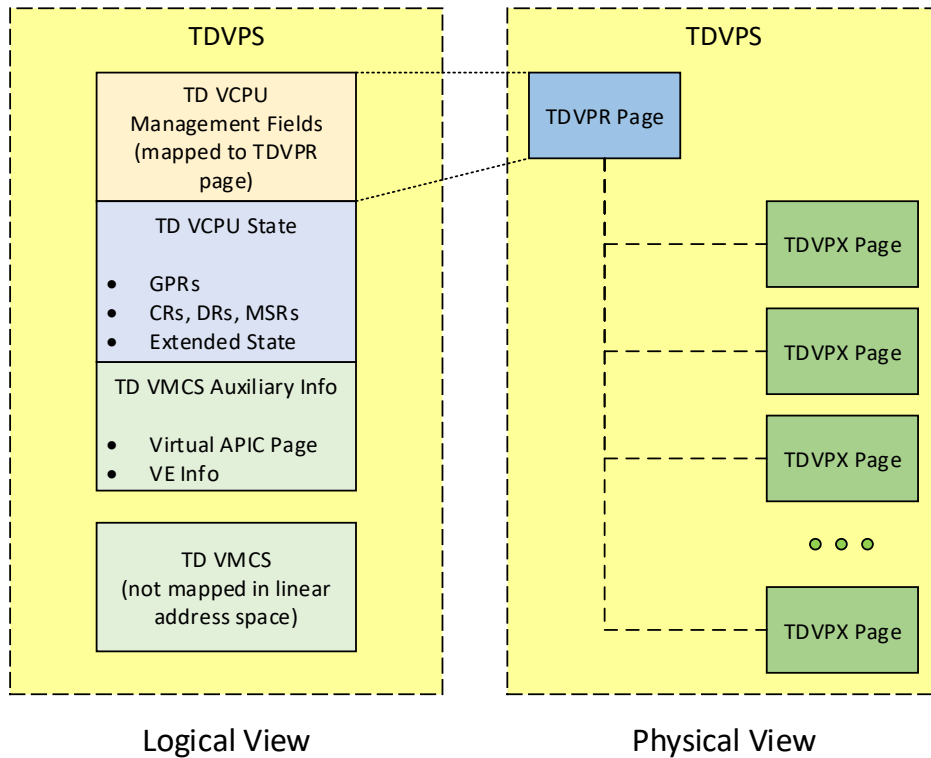 TDVPS
TD VCPU
Management Fields
(mapped to TDVPR
page)
TD VCPU State
• GPRs
• CRs, DRs, MSRs
• Extended State
TD VMCS Auxiliary Info
• Virtual APIC Page
• VE Info
TD VMCS
(not mapped in linear
address space)
Logical View
TDVPS
TDVPR Page
TDVPX Page
TDVPX Page
TDVPX Page
TDVPX Page
Physical View